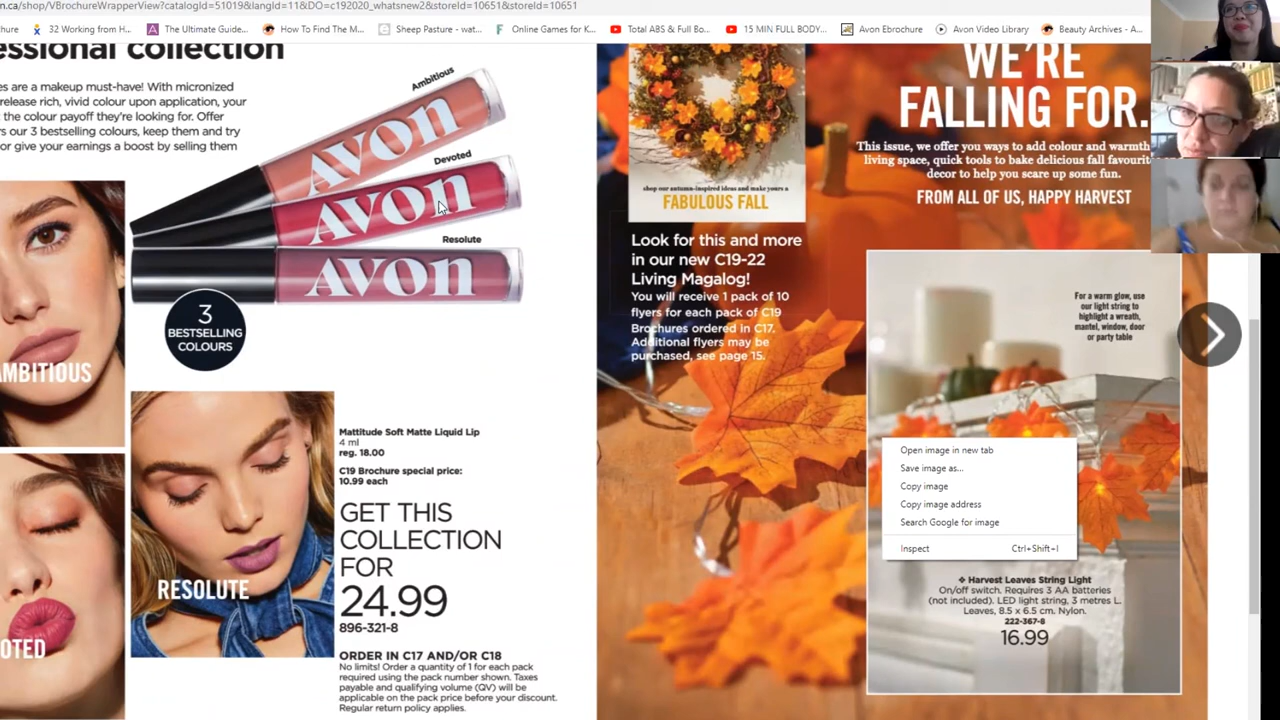 n.ca/shop/VBrochureWrapperView?catalogId=51019&langId=11&DO=c192020_whatsnew2&storeId=10651&storeId=10651
chure
32 Working from H...
The Ultimate Guide...
How To Find The M...
Sheep Pasture - wat...
Online Games for K...
Total ABS & Full Bo...
15 MIN FULL BODY...
Avon Ebrochure
Avon Video Library
Beauty Archives - A...
essional collection
es are a makeup must-have! With micronized
release rich, vivid colour upon application, your
t the colour payoff they're looking for. Offer
rs our 3 bestselling colours, keep them and try
or give your earnings a boost by selling them
Ambitious
AVON
Devoted
AVON
Resolute
AVON
3
BESTSELLING
COLOURS
AMBITIOUS
RESOLUTE
OTED
Mattitude Soft Matte Liquid Lip
4 ml
reg. 18.00
C19 Brochure special price:
10.99 each
GET THIS
COLLECTION
FOR
24.99
896-321-8
ORDER IN C17 AND/OR C18
No limits! Order a quantity of 1 for each pack
required using the pack number shown. Taxes
payable and qualifying volume (QV) will be
applicable on the pack price before your discount.
Regular return policy applies.
shop our autumn-inspired ideas and make yours a
FABULOUS FALL
Look for this and more
in our new C19-22
Living Magalog!
You will receive 1 pack of 10
flyers for each pack of C19
Brochures ordered in C17.
Additional flyers may be
purchased, see page 15.
WE'RE
FALLING FOR.
This issue, we offer you ways to add colour and warmth
living space, quick tools to bake delicious fall favourit
decor to help you scare up some fun.
FROM ALL OF US, HAPPY HARVEST
For a warm glow, use
our light string to
highlight a wreath,
mantel, window, door
or party table
Open image in new tab
Save image as...
Copy image
Copy image address
Search Google for image
Inspect Ctrl+Shift+I
❖ Harvest Leaves String Light
On/off switch. Requires 3 AA batteries
(not included). LED light string, 3 metres L.
Leaves, 8.5 x 6.5 cm. Nylon.
222-367-8
16.99